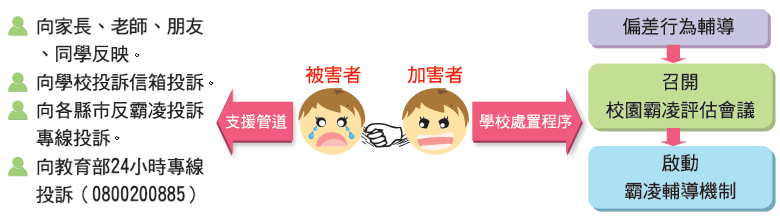 向家長、老師、朋友
、同學反映。
向學校投訴信箱投訴。
向各縣市反霸凌投訴
專線投訴。
向教育部24小時專線
投訴（0800200885）
支援管道
被害者
加害者
學校處置程序
偏差行為輔導
召開
校園霸凌評估會議
啟動
霸凌輔導機制